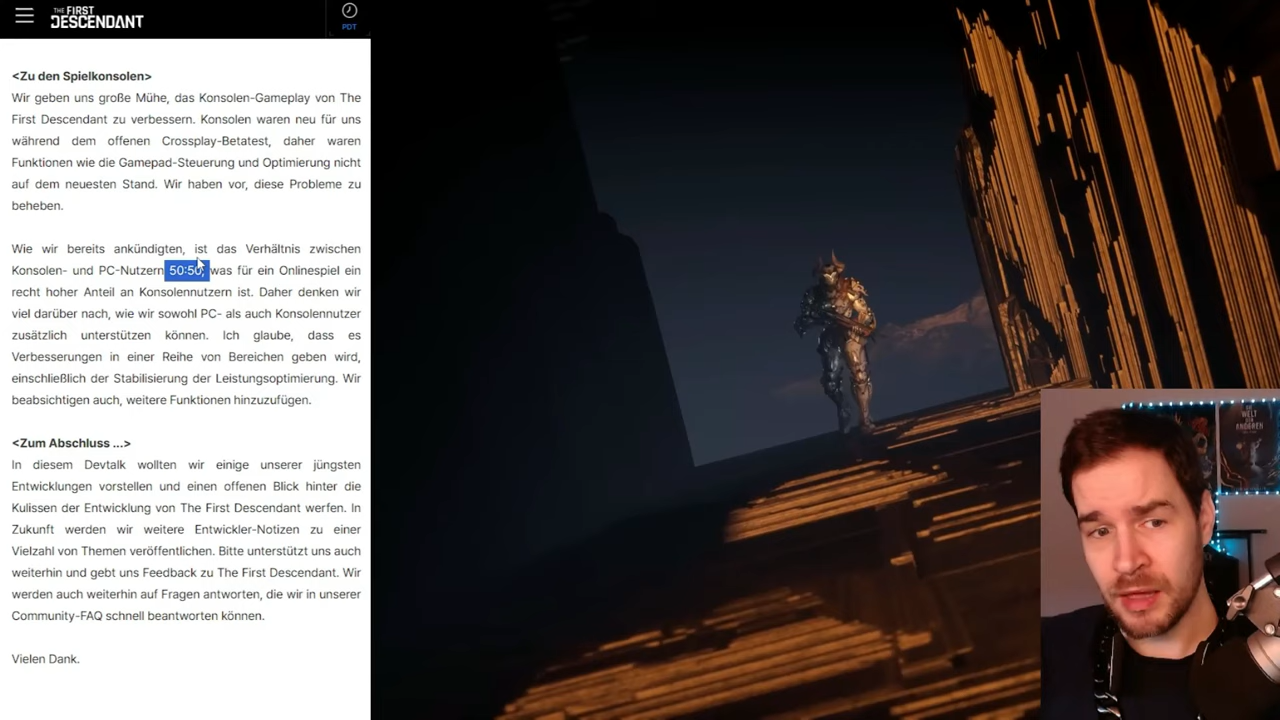 THE FIRST
DESCENDANT
PDT
<Zu den Spielkonsolen>
Wir geben uns große Mühe, das Konsolen-Gameplay von The
First Descendant zu verbessern. Konsolen waren neu für uns
während dem offenen Crossplay-Betatest, daher waren
Funktionen wie die Gamepad-Steuerung und Optimierung nicht
auf dem neuesten Stand. Wir haben vor, diese Probleme zu
beheben.
Wie wir bereits ankündigten, ist das Verhältnis zwischen
Konsolen- und PC-Nutzern 50:50, was für ein Onlinespiel ein
recht hoher Anteil an Konsolennutzern ist. Daher denken wir
viel darüber nach, wie wir sowohl PC- als auch Konsolennutzer
zusätzlich unterstützen können. Ich glaube, dass es
Verbesserungen in einer Reihe von Bereichen geben wird,
einschließlich der Stabilisierung der Leistungsoptimierung. Wir
beabsichtigen auch, weitere Funktionen hinzuzufügen.
<Zum Abschluss ...>
In diesem Devtalk wollten wir einige unserer jüngsten
Entwicklungen vorstellen und einen offenen Blick hinter die
Kulissen der Entwicklung von The First Descendant werfen. In
Zukunft werden wir weitere Entwickler-Notizen zu einer
Vielzahl von Themen veröffentlichen. Bitte unterstützt uns auch
weiterhin und gebt uns Feedback zu The First Descendant. Wir
werden auch weiterhin auf Fragen antworten, die wir in unserer
Community-FAQ schnell beantworten können.
Vielen Dank.
WELT
DER
ANDEREN